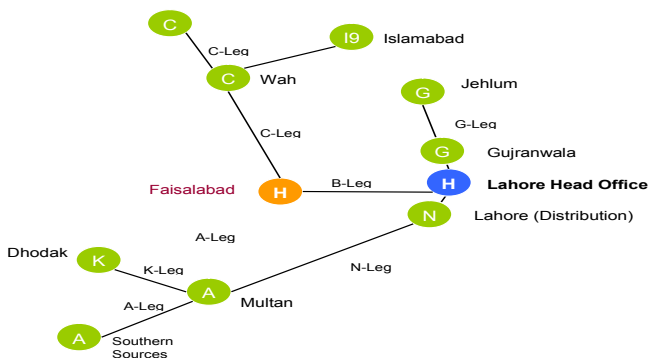 C
C-Leg
I9
Islamabad
C
Wah
Jehlum
G
G-Leg
C-Leg
G
Gujranwala
Faisalabad
H
B-Leg
H
Lahore Head Office
N
Lahore (Distribution)
A-Leg
Dhodak
K
K-Leg
N-Leg
A
Multan
A-Leg
A
Southern
Sources